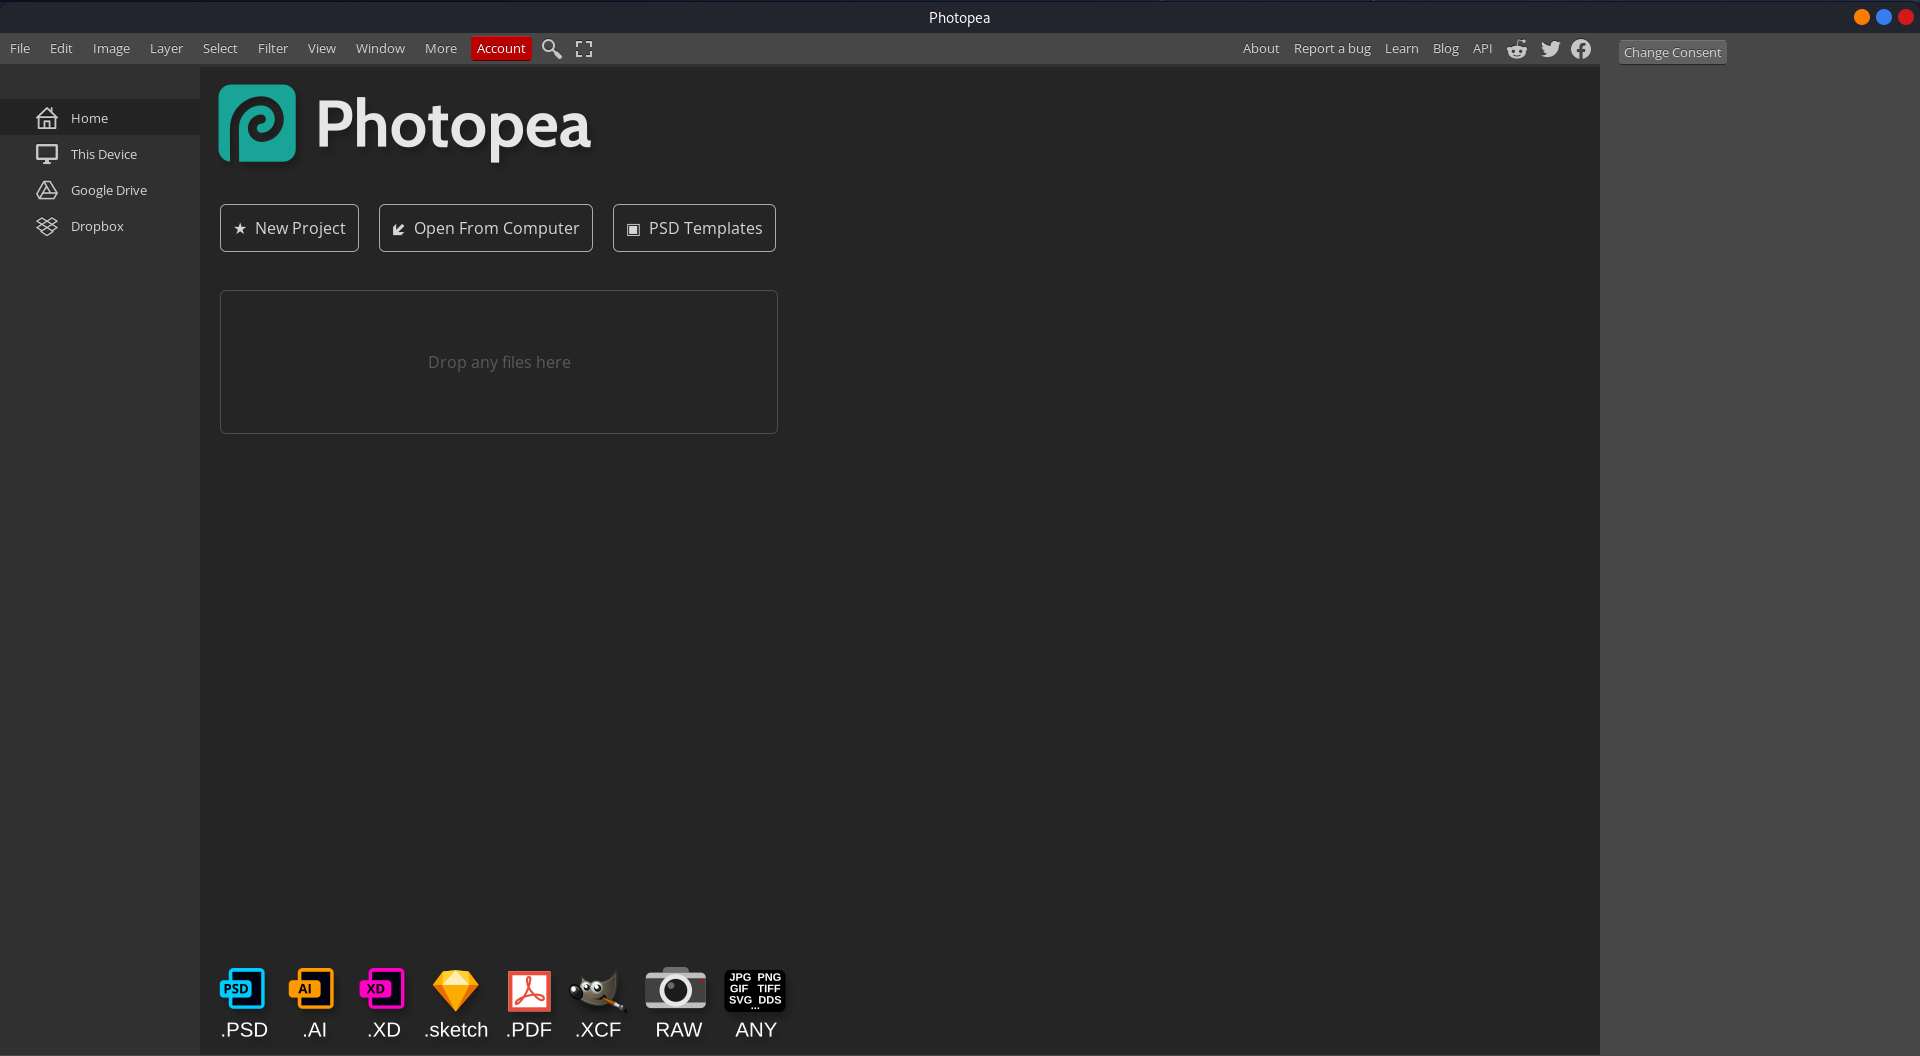 Photopea
File Edit Image Layer Select Filter View Window More Account About Report a bug Learn Blog API Change Consent
Home
This Device
Google Drive
Dropbox
Photopea
New Project Open From Computer PSD Templates
Drop any files here
PSD AI XD JPG PNG
GIF TIFF
SVG DDS
...
.PSD .AI .XD .sketch .PDF .XCF RAW ANY